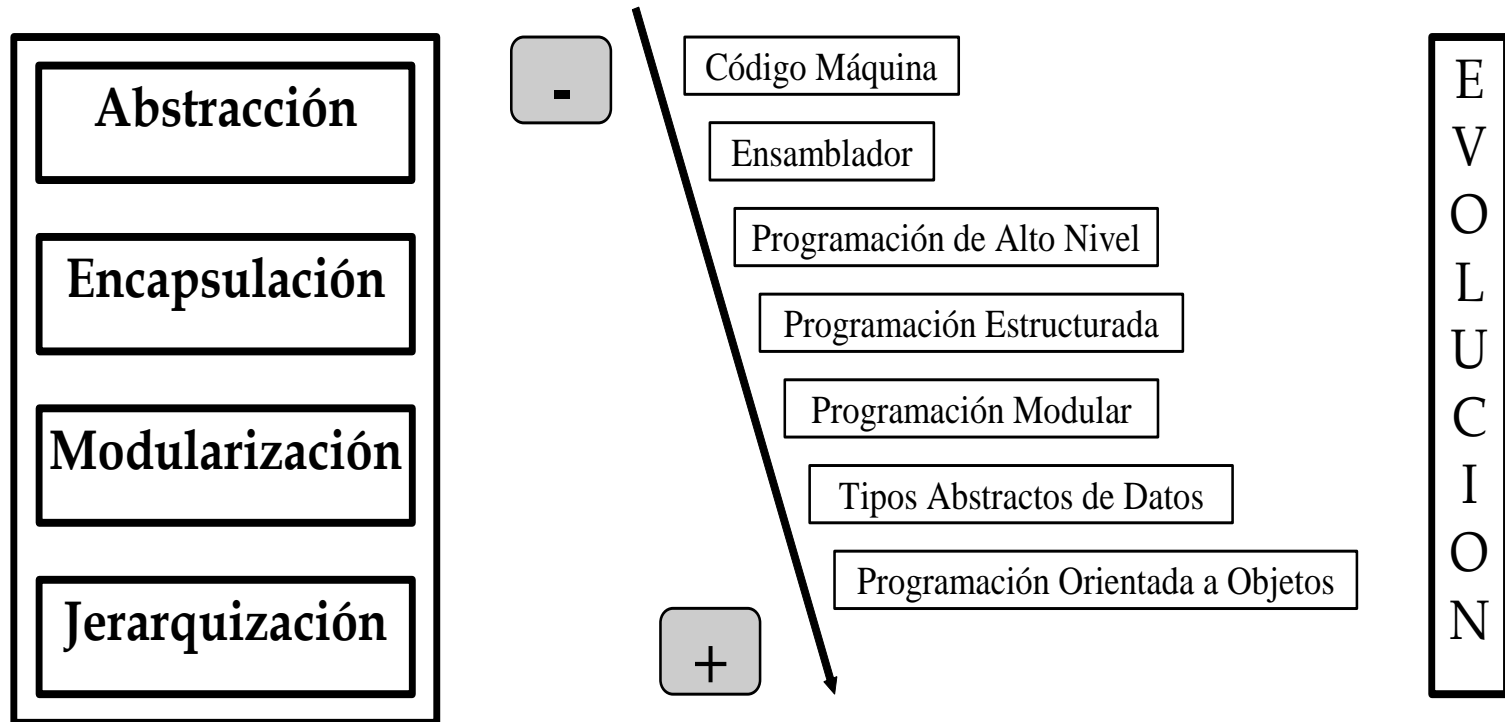 Abstracción
Encapsulación
Modularización
Jerarquización
-
+
Código Máquina
Ensamblador
Programación de Alto Nivel
Programación Estructurada
Programación Modular
Tipos Abstractos de Datos
Programación Orientada a Objetos
E
V
O
L
U
C
I
O
N